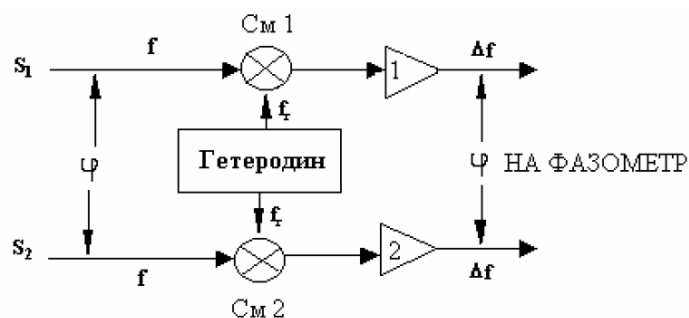 См 1
f
Δf
S₁
1
fг
φ
Гетеродин
φ НА ФАЗОМЕТР
fг
S₂
2
f
Δf
См 2